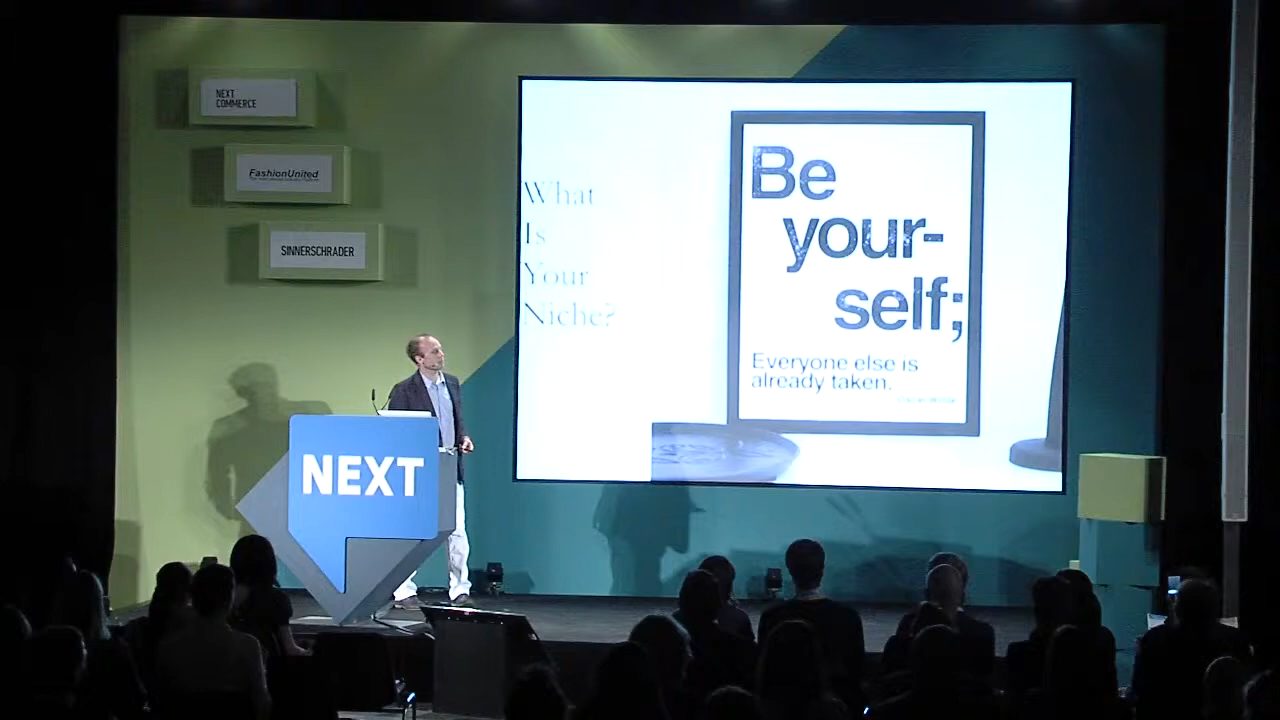 NEXT
COMMERCE
FashionUnited
SINNERSCHRADER
What
Is
Your
Niche?
Be
your-
self;
Everyone else is
already taken.
NEXT